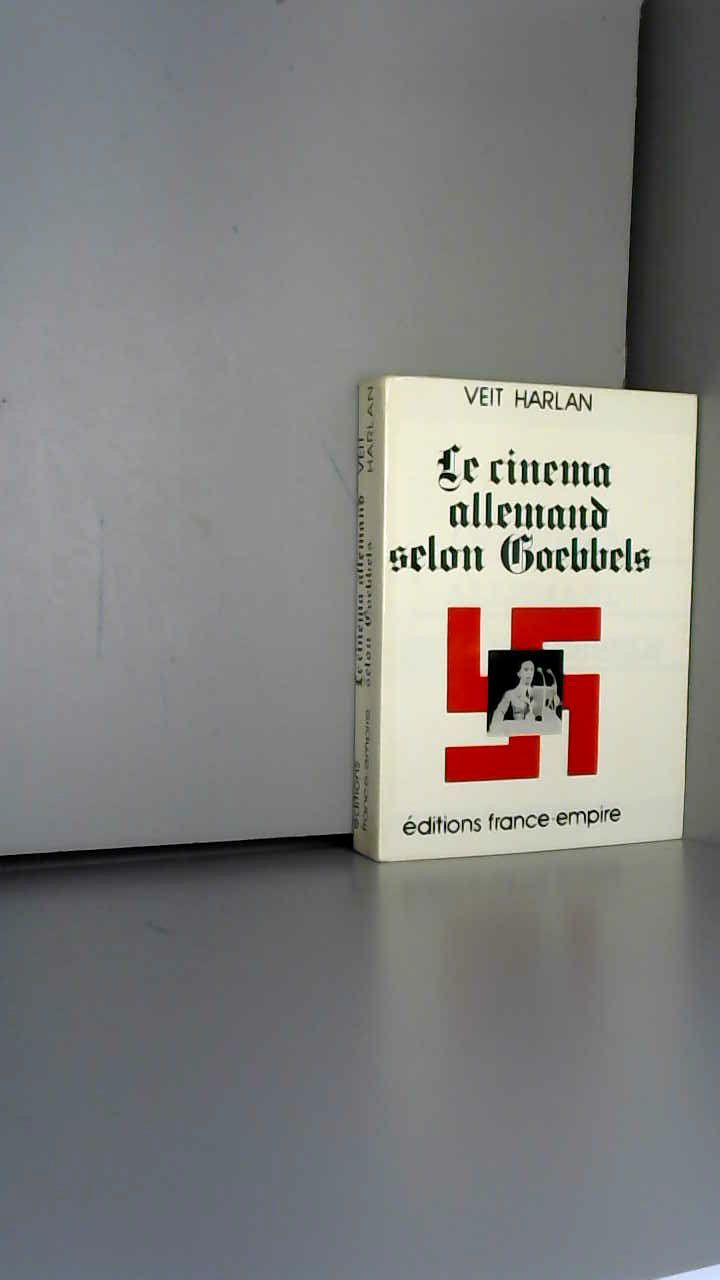 VEIT HARLAN
Le cinema
allemand
selon Goebbels
éditions france-empire
VEIT
HARLAN
Le cinema allemand
selon Goebbels
éditions
france-empire